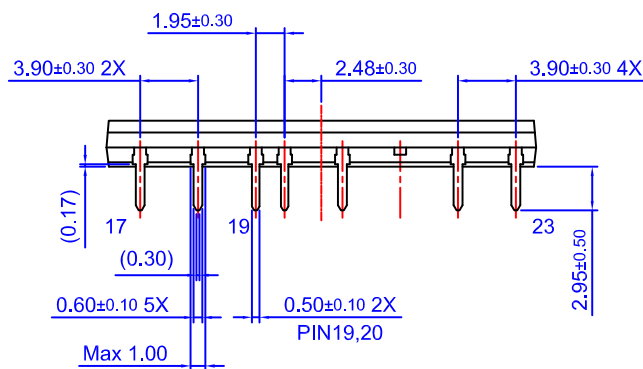 1.95±0.30
3.90±0.30 2X
2.48±0.30
3.90±0.30 4X
(0.17)
17
19
23
(0.30)
2.95±0.50
0.60±0.10 5X
0.50±0.10 2X
PIN19,20
Max 1.00